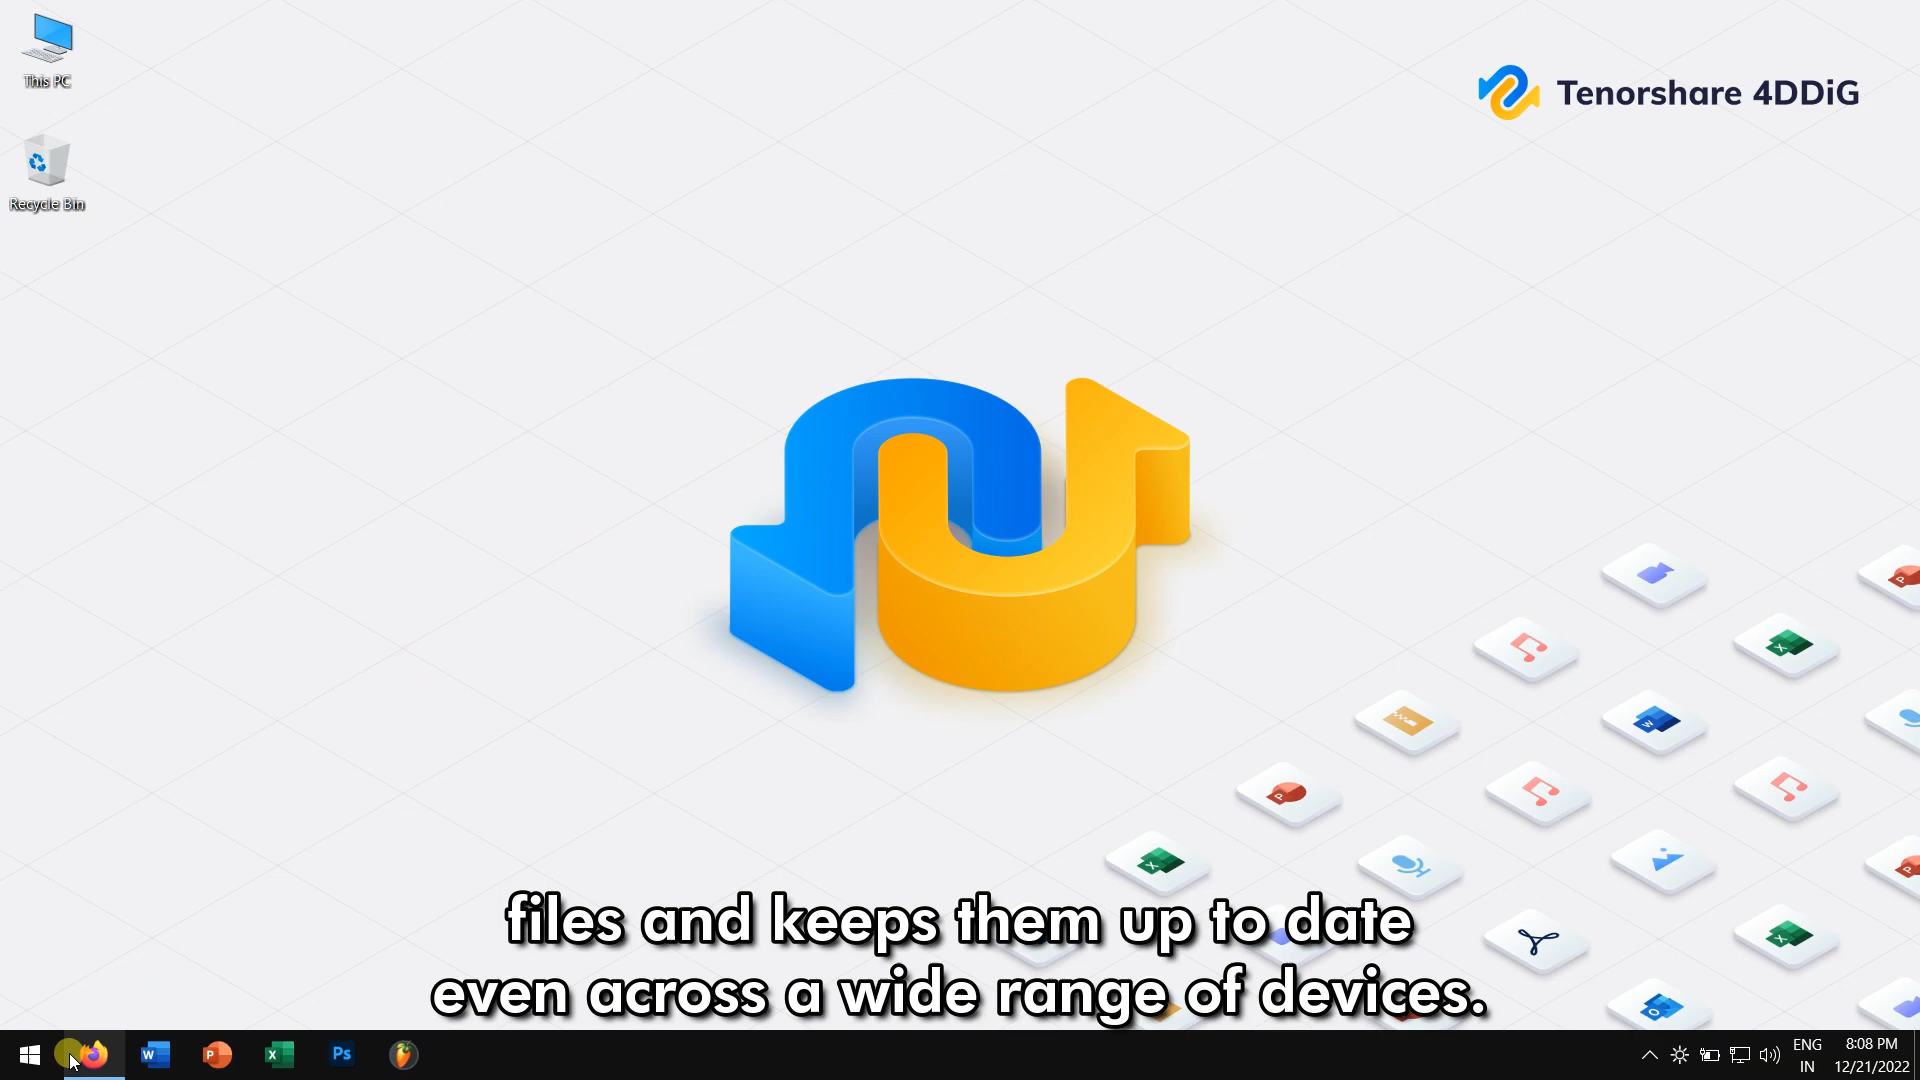 This PC
Tenorshare 4DDiG
Recycle Bin
files and keeps them up to date
even across a wide range of devices.
ENG
IN
8:08 PM
12/21/2022